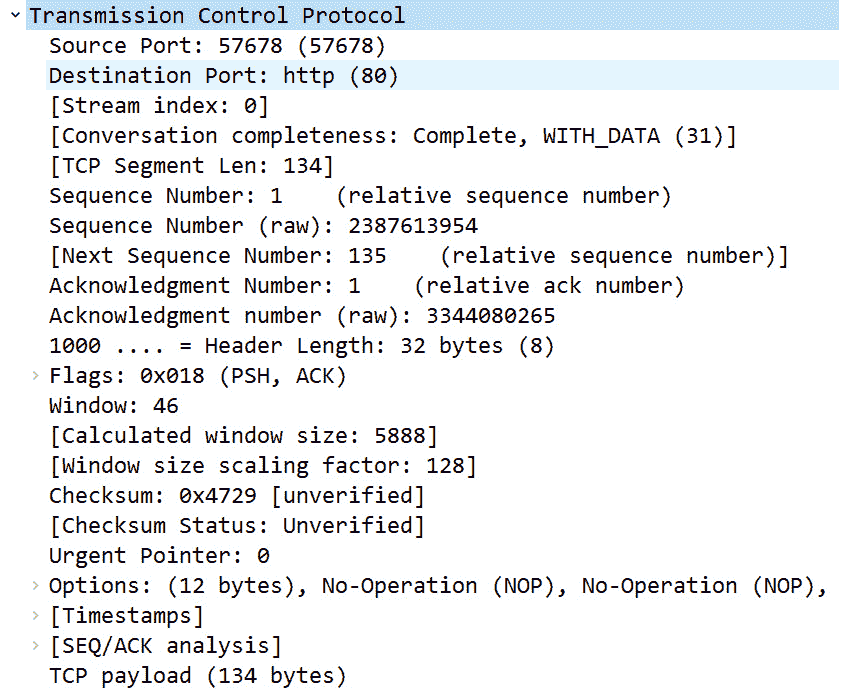 Transmission Control Protocol
Source Port: 57678 (57678)
Destination Port: http (80)
[Stream index: 0]
[Conversation completeness: Complete, WITH_DATA (31)]
[TCP Segment Len: 134]
Sequence Number: 1    (relative sequence number)
Sequence Number (raw): 2387613954
[Next Sequence Number: 135    (relative sequence number)]
Acknowledgment Number: 1    (relative ack number)
Acknowledgment number (raw): 3344080265
1000 .... = Header Length: 32 bytes (8)
Flags: 0x018 (PSH, ACK)
Window: 46
[Calculated window size: 5888]
[Window size scaling factor: 128]
Checksum: 0x4729 [unverified]
[Checksum Status: Unverified]
Urgent Pointer: 0
Options: (12 bytes), No-Operation (NOP), No-Operation (NOP),
[Timestamps]
[SEQ/ACK analysis]
TCP payload (134 bytes)